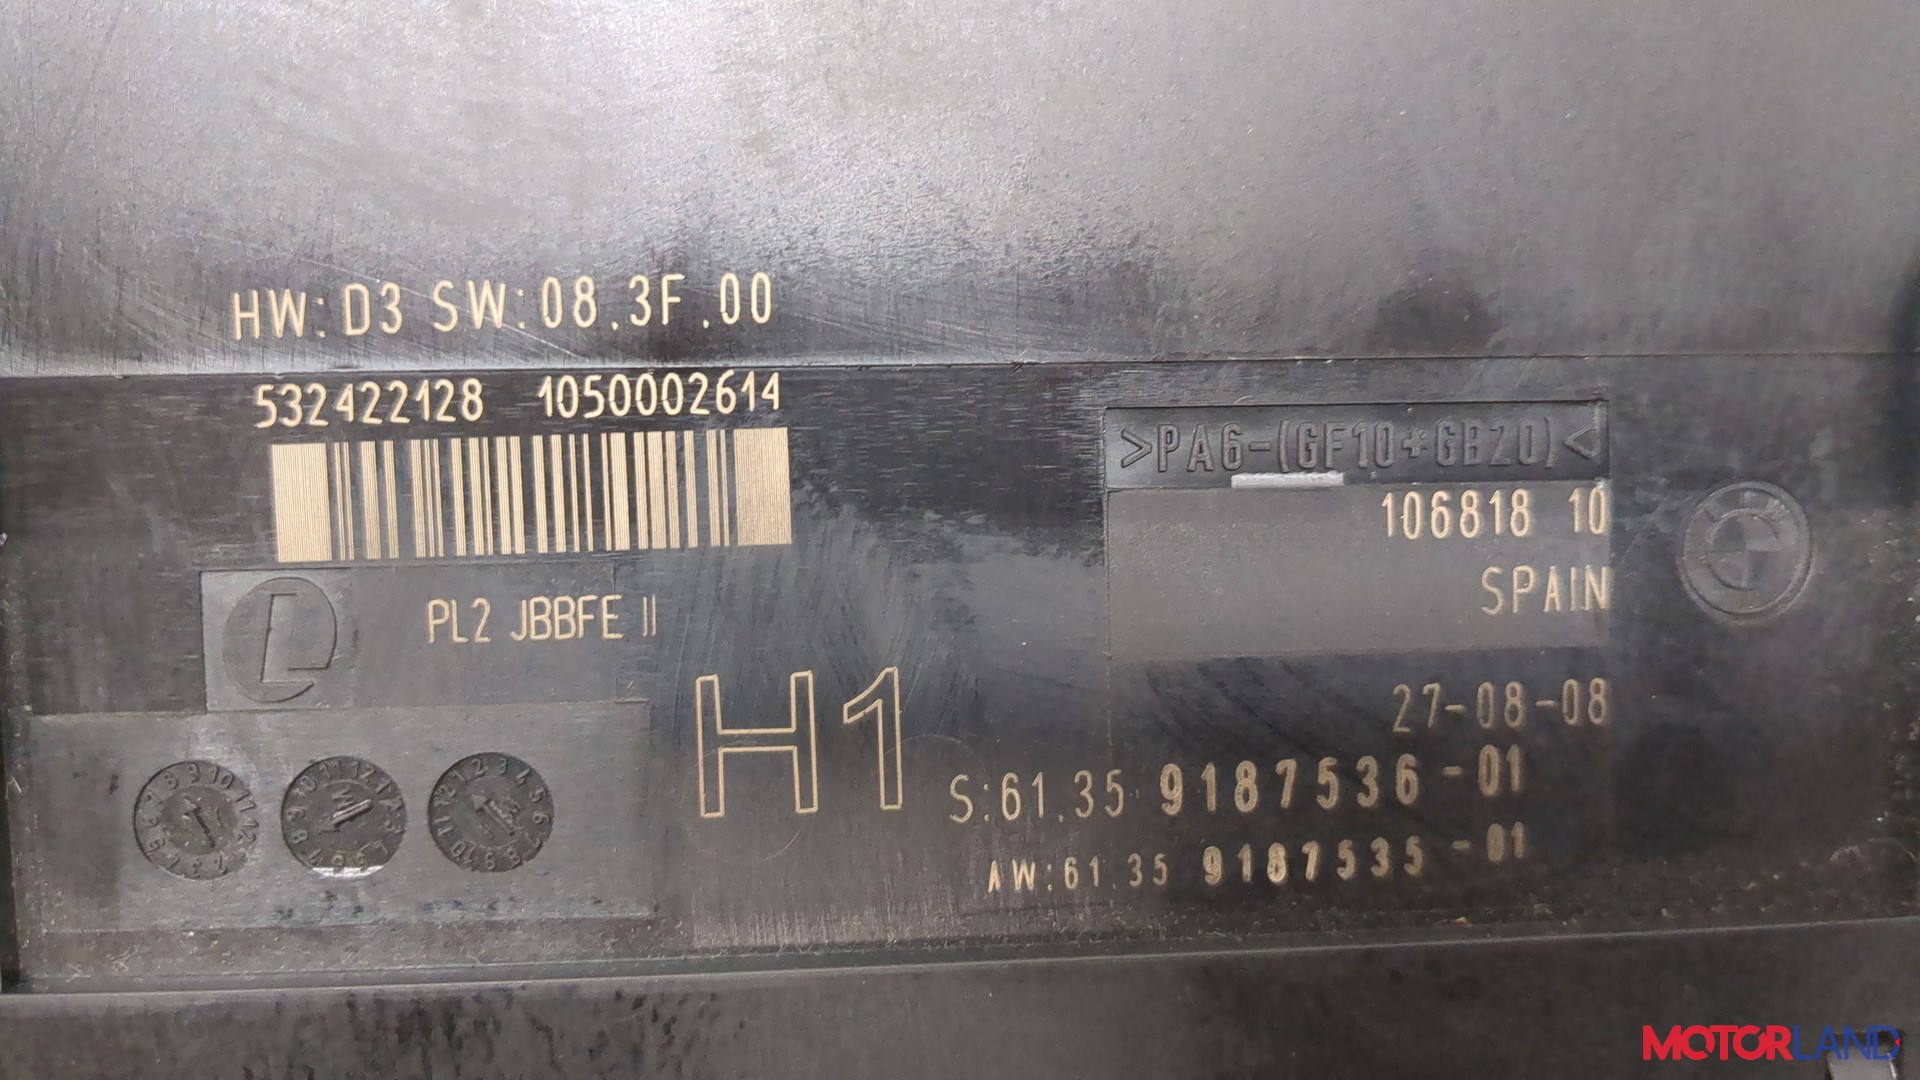 HW:D3 SW:08.3F.00
532422128 1050002614
>PA6-(GF10+GB20)<
106818 10
SPAIN
PL2 JBBFE II
27-08-08
H1
S:61.35 9187536-01
AW:61.35 9187535-01
MOTORLAND